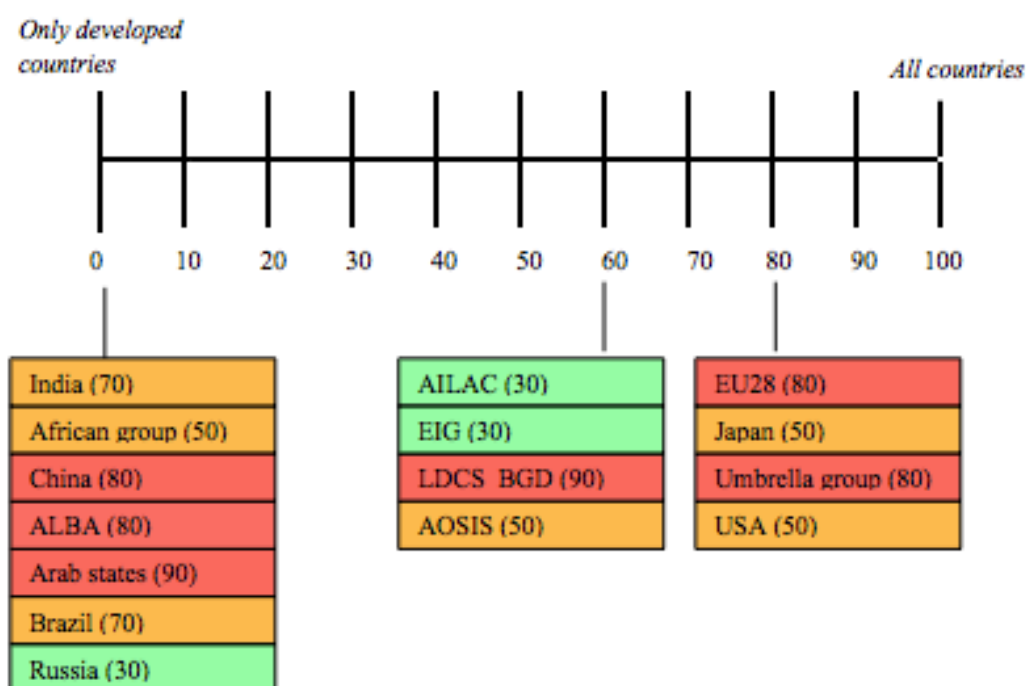 Only developed
countries
All countries
0 10 20 30 40 50 60 70 80 90 100
India (70)
African group (50)
China (80)
ALBA (80)
Arab states (90)
Brazil (70)
Russia (30)
AILAC (30)
EIG (30)
LDCS_BGD (90)
AOSIS (50)
EU28 (80)
Japan (50)
Umbrella group (80)
USA (50)